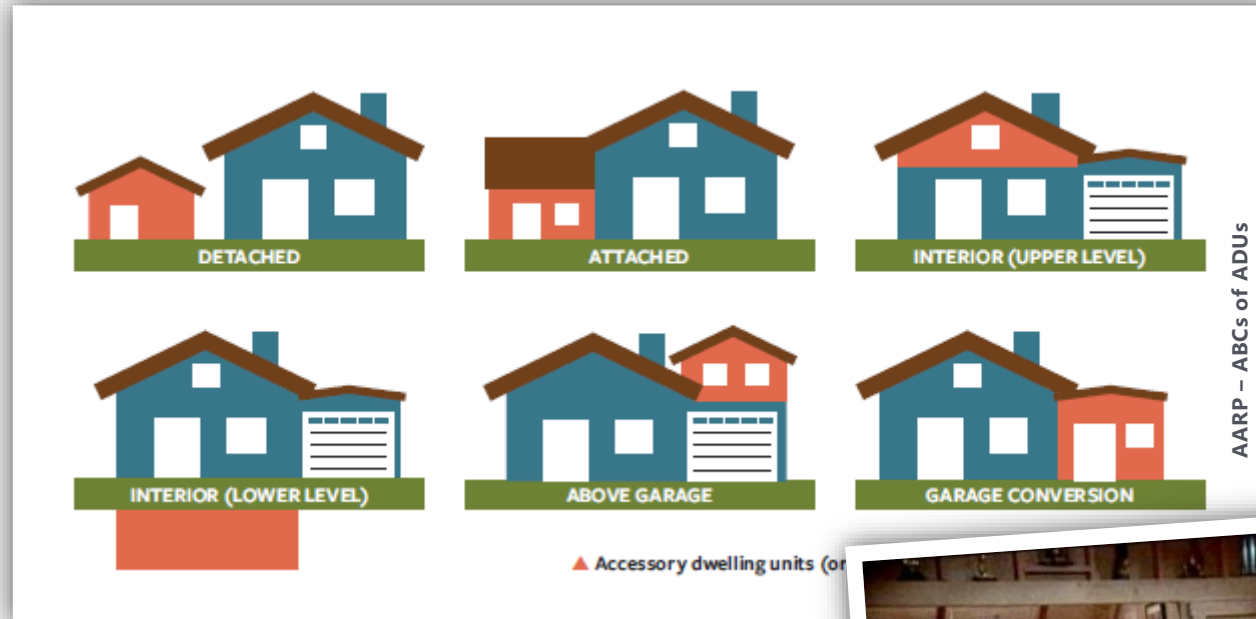 DETACHED
ATTACHED
INTERIOR (UPPER LEVEL)
INTERIOR (LOWER LEVEL)
ABOVE GARAGE
GARAGE CONVERSION
▲ Accessory dwelling units (or
AARP – ABCs of ADUs